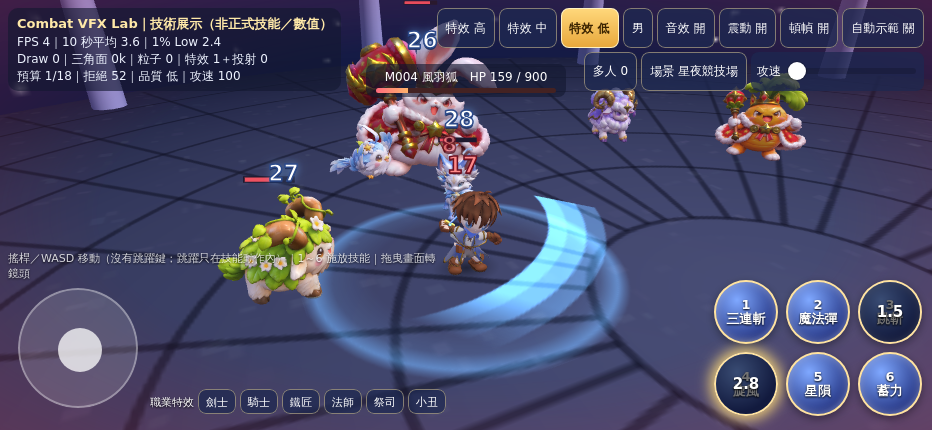 Combat VFX Lab｜技術展示（非正式技能／數值）
FPS 4｜10 秒平均 3.6｜1% Low 2.4
Draw 0｜三角面 0k｜粒子 0｜特效 1＋投射 0
預算 1/18｜拒絕 52｜品質 低｜攻速 100
特效 高
特效 中
特效 低
男
音效 開
震動 開
頓幀 開
自動示範 關
多人 0
場景 星夜競技場
攻速
M004 風羽狐 HP 159 / 900
26
28
8
17
27
搖桿／WASD 移動（沒有跳躍鍵；跳躍只在技能動作內）｜1–6 施放技能｜拖曳畫面轉
鏡頭
1
三連斬
2
魔法彈
3
1.5
跳斬
4
2.8
旋風
5
星隕
6
蓄力
職業特效
劍士
騎士
鐵匠
法師
祭司
小丑